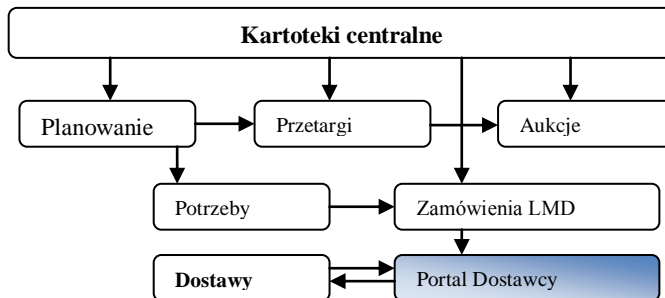 Kartoteki centralne
Planowanie
Przetargi
Aukcje
Potrzeby
Zamówienia LMD
Dostawy
Portal Dostawcy